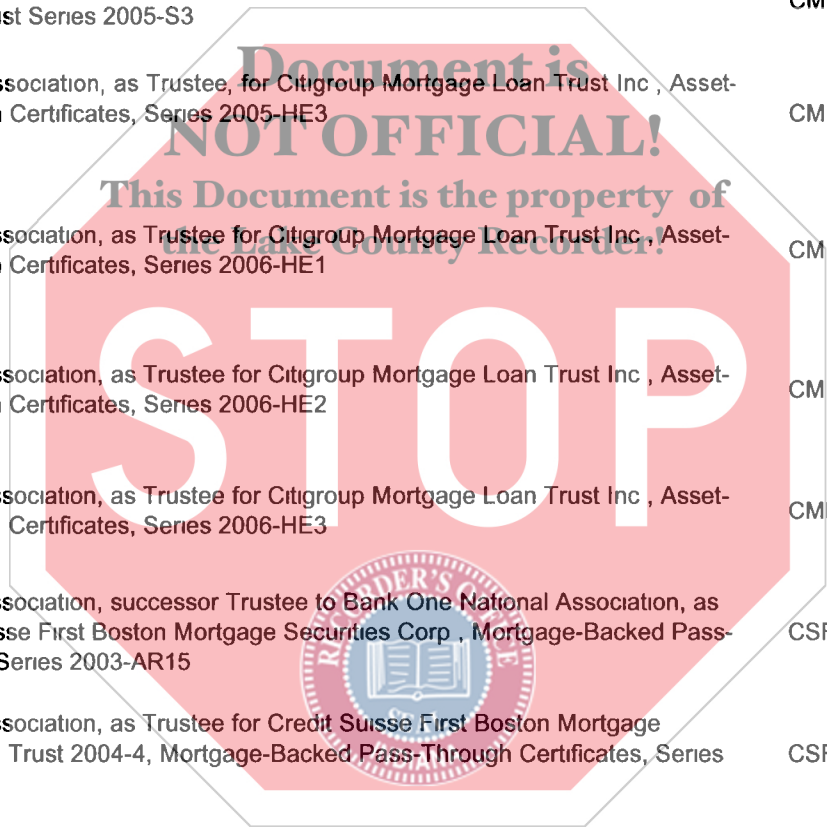 ust Series 2005-S3
CM
Document is
ssociation, as Trustee, for Citigroup Mortgage Loan Trust Inc , Asset-
Certificates, Series 2005-HE3
CM
NOT OFFICIAL!
This Document is the property of
the Lake County Recorder!
ssociation, as Trustee for Citigroup Mortgage Loan Trust Inc , Asset-
Certificates, Series 2006-HE1
CM
STOP
ssociation, as Trustee for Citigroup Mortgage Loan Trust Inc , Asset-
Certificates, Series 2006-HE2
CM
ssociation, as Trustee for Citigroup Mortgage Loan Trust Inc , Asset-
Certificates, Series 2006-HE3
CM
RECORDER'S OFFICE
ssociation, successor Trustee to Bank One National Association, as
sse First Boston Mortgage Securities Corp , Mortgage-Backed Pass-
Series 2003-AR15
CSF
SEAL
ssociation, as Trustee for Credit Suisse First Boston Mortgage
Trust 2004-4, Mortgage-Backed Pass-Through Certificates, Series
CSF
INDIANA